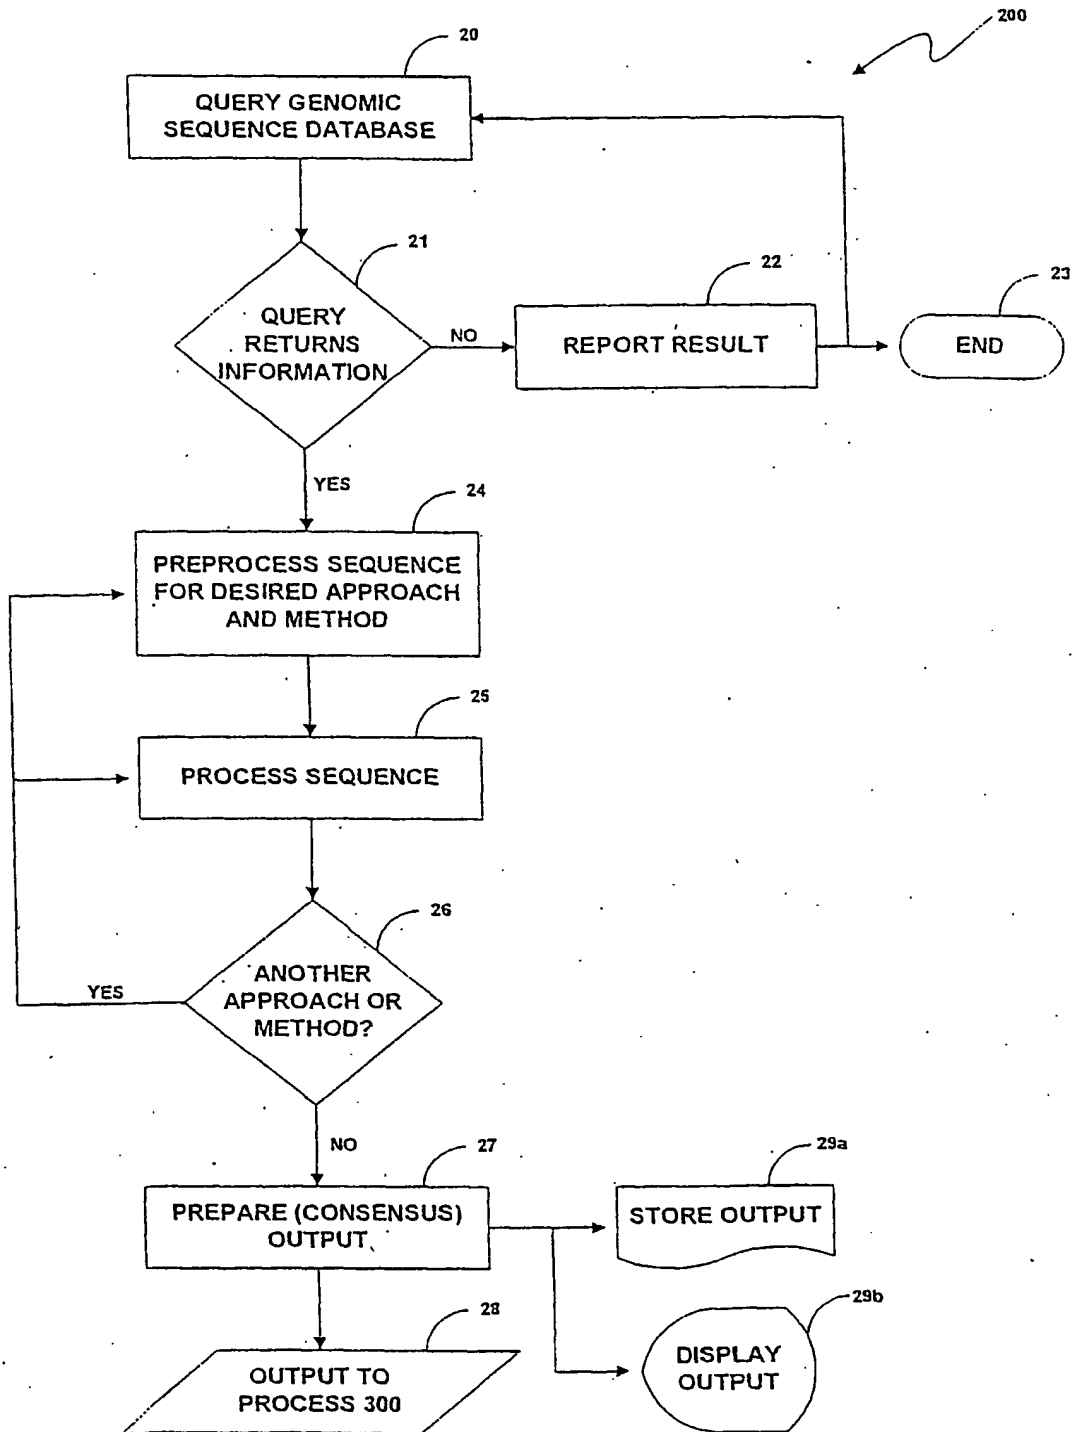 200
20
QUERY GENOMIC
SEQUENCE DATABASE
21
QUERY
RETURNS
INFORMATION
NO
22
REPORT RESULT
23
END
YES
24
PREPROCESS SEQUENCE
FOR DESIRED APPROACH
AND METHOD
25
PROCESS SEQUENCE
26
ANOTHER
APPROACH OR
METHOD?
YES
NO
27
PREPARE (CONSENSUS)
OUTPUT
29a
STORE OUTPUT
28
OUTPUT TO
PROCESS 300
29b
DISPLAY
OUTPUT